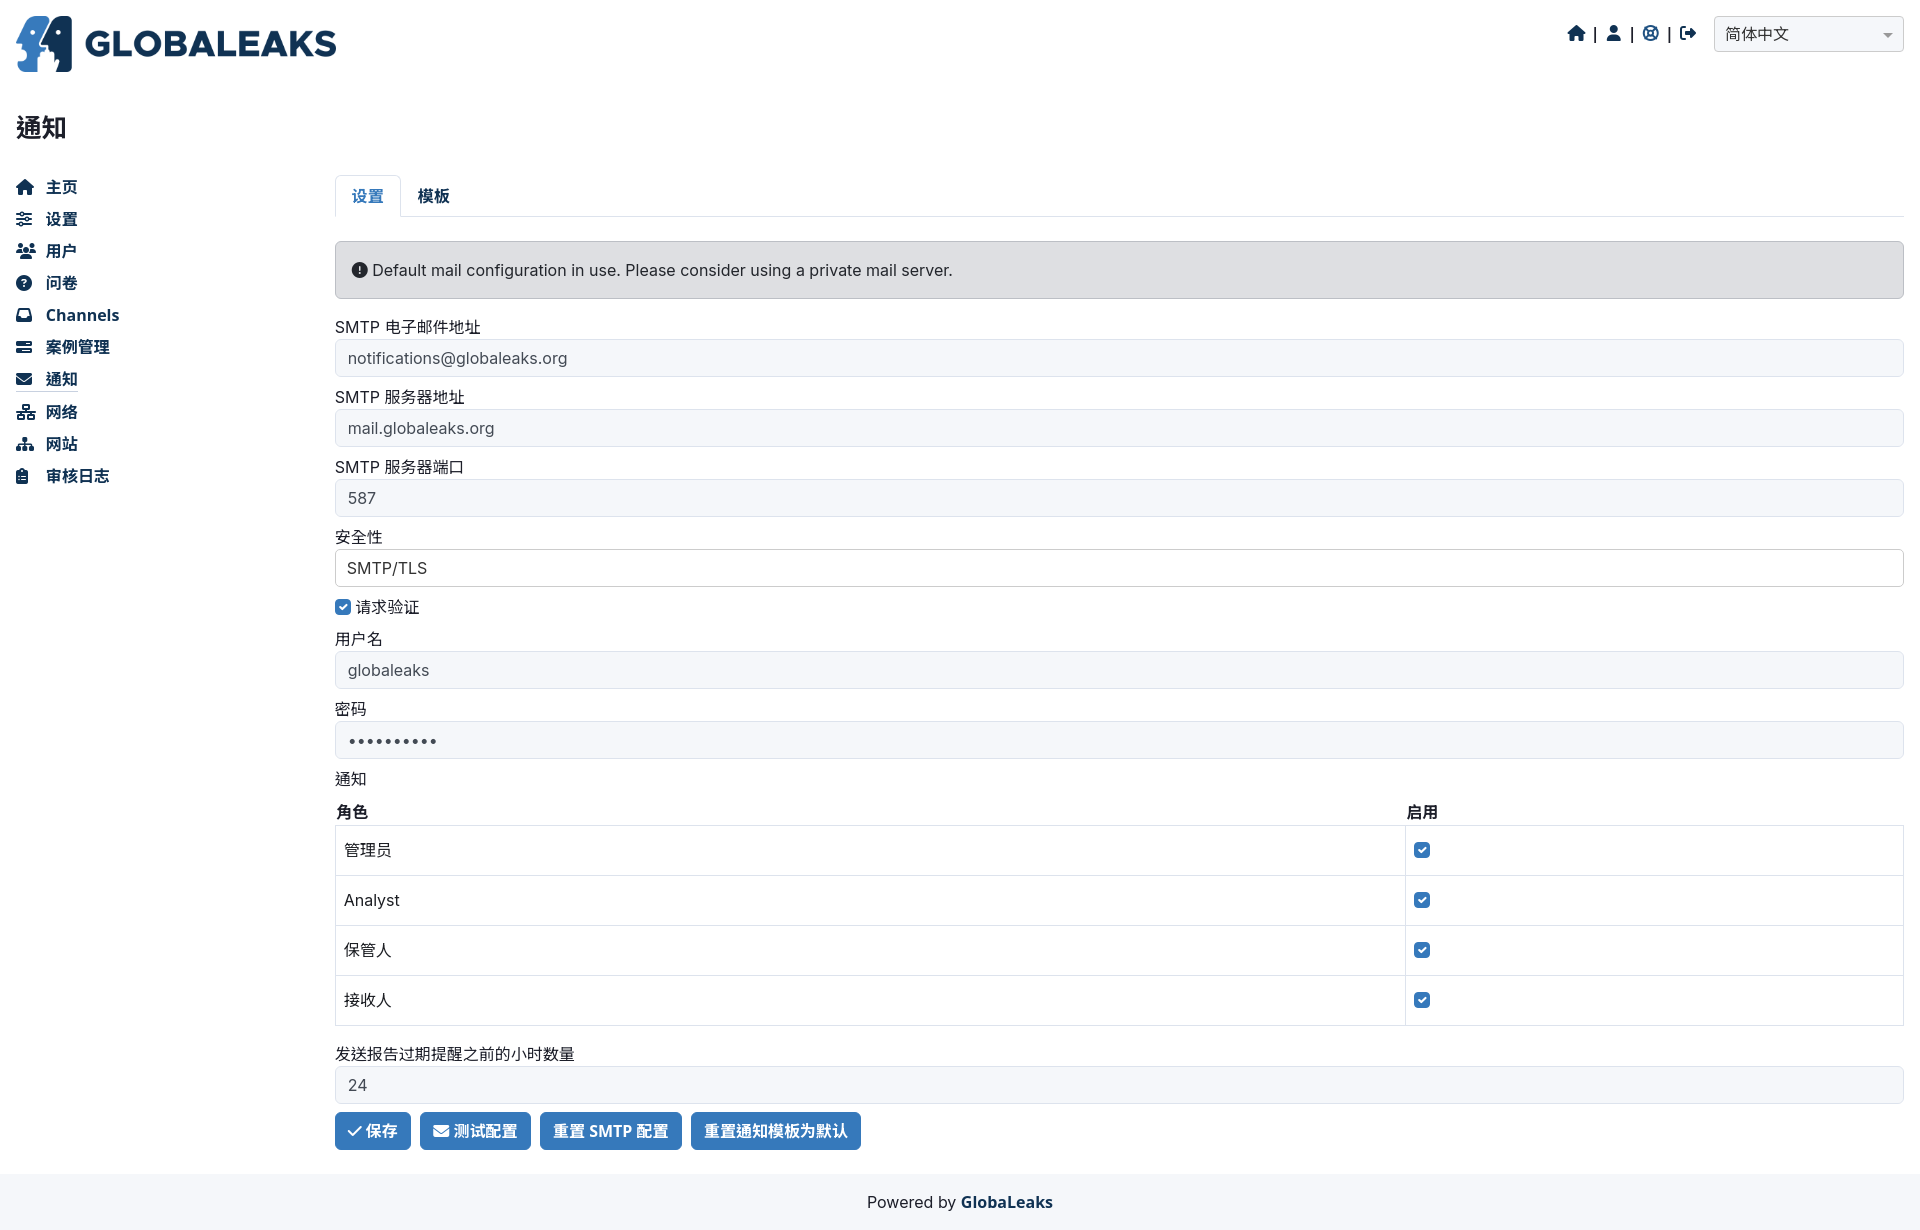 GLOBALEAKS
| | |
简体中文
通知
主页
设置
用户
问卷
Channels
案例管理
通知
网络
网站
审核日志
设置 模板
Default mail configuration in use. Please consider using a private mail server.
SMTP 电子邮件地址
notifications@globaleaks.org
SMTP 服务器地址
mail.globaleaks.org
SMTP 服务器端口
587
安全性
SMTP/TLS
请求验证
用户名
globaleaks
密码
••••••••••
通知
角色 启用
管理员
Analyst
保管人
接收人
发送报告过期提醒之前的小时数量
24
保存 测试配置 重置 SMTP 配置 重置通知模板为默认
Powered by GlobaLeaks